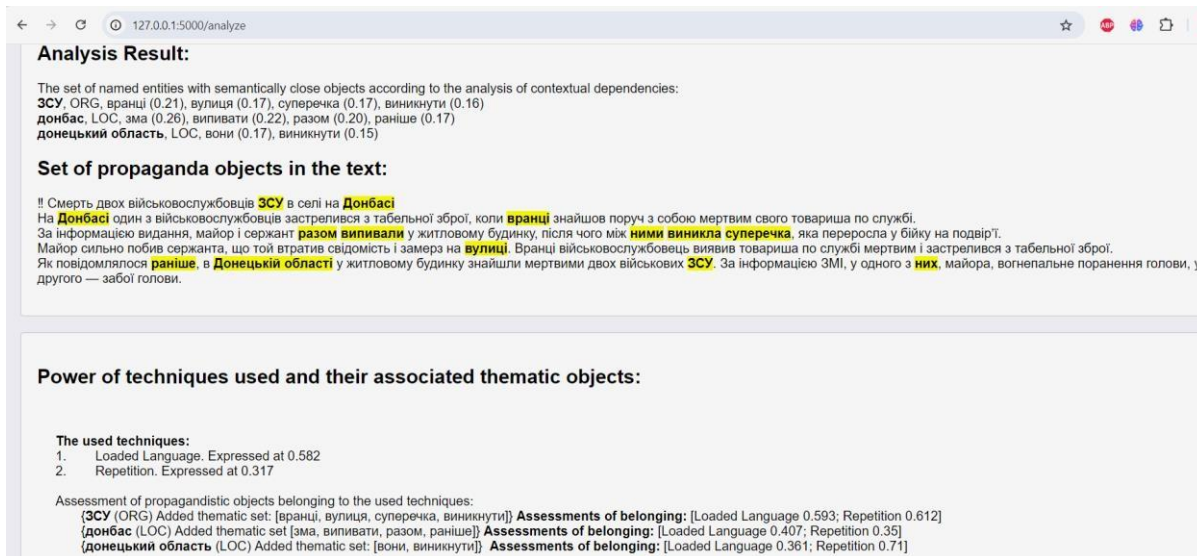 127.0.0.1:5000/analyze
ABP
Analysis Result:
The set of named entities with semantically close objects according to the analysis of contextual dependencies:
ЗСУ, ORG, вранці (0.21), вулиця (0.17), суперечка (0.17), виникнути (0.16)
донбас, LOC, зма (0.26), випивати (0.22), разом (0.20), раніше (0.17)
донецький область, LOC, вони (0.17), виникнути (0.15)
Set of propaganda objects in the text:
‼ Смерть двох військовослужбовців ЗСУ в селі на Донбасі
На Донбасі один з військовослужбовців застрелився з табельної зброї, коли вранці знайшов поруч з собою мертвим свого товариша по службі.
За інформацією видання, майор і сержант разом випивали у житловому будинку, після чого між ними виникла суперечка, яка переросла у бійку на подвір'ї.
Майор сильно побив сержанта, що той втратив свідомість і замерз на вулиці. Вранці військовослужбовець виявив товариша по службі мертвим і застрелився з табельної зброї.
Як повідомлялося раніше, в Донецькій області у житловому будинку знайшли мертвими двох військових ЗСУ. За інформацією ЗМІ, у одного з них, майора, вогнепальне поранення голови, у
другого — забої голови.
Power of techniques used and their associated thematic objects:
The used techniques:
1. Loaded Language. Expressed at 0.582
2. Repetition. Expressed at 0.317
Assessment of propagandistic objects belonging to the used techniques:
{ЗСУ (ORG) Added thematic set: [вранці, вулиця, суперечка, виникнути]} Assessments of belonging: [Loaded Language 0.593; Repetition 0.612]
{донбас (LOC) Added thematic set [зма, випивати, разом, раніше]} Assessments of belonging: [Loaded Language 0.407; Repetition 0.35]
{донецький область (LOC) Added thematic set: [вони, виникнути]} Assessments of belonging: [Loaded Language 0.361; Repetition 0.71]